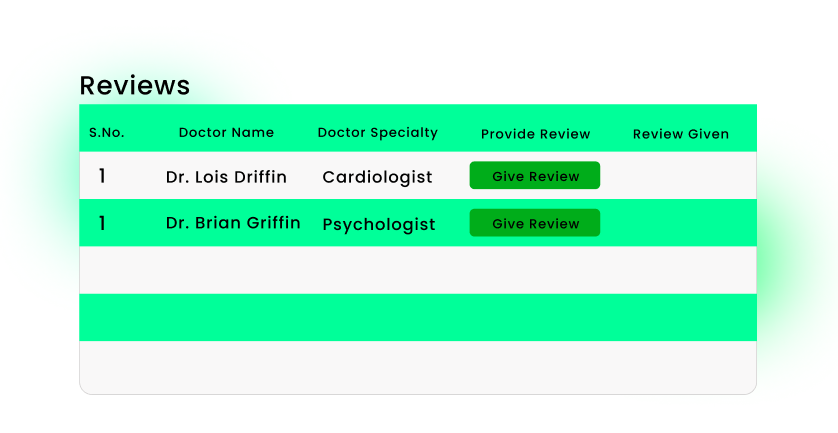 Reviews
S.No. Doctor Name Doctor Specialty Provide Review Review Given
1 Dr. Lois Driffin Cardiologist Give Review
1 Dr. Brian Griffin Psychologist Give Review